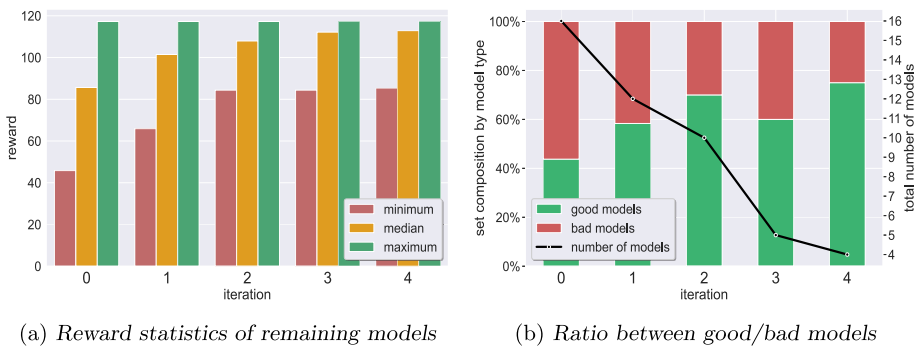 120
100
80
60
40
20
0
reward
minimum
median
maximum
0 1 2 3 4
iteration
100%
80%
60%
40%
20%
0%
set composition by model type
good models
bad models
number of models
16
15
14
13
12
11
10
9
8
7
6
5
4
total number of models
0 1 2 3 4
iteration
(a) Reward statistics of remaining models
(b) Ratio between good/bad models